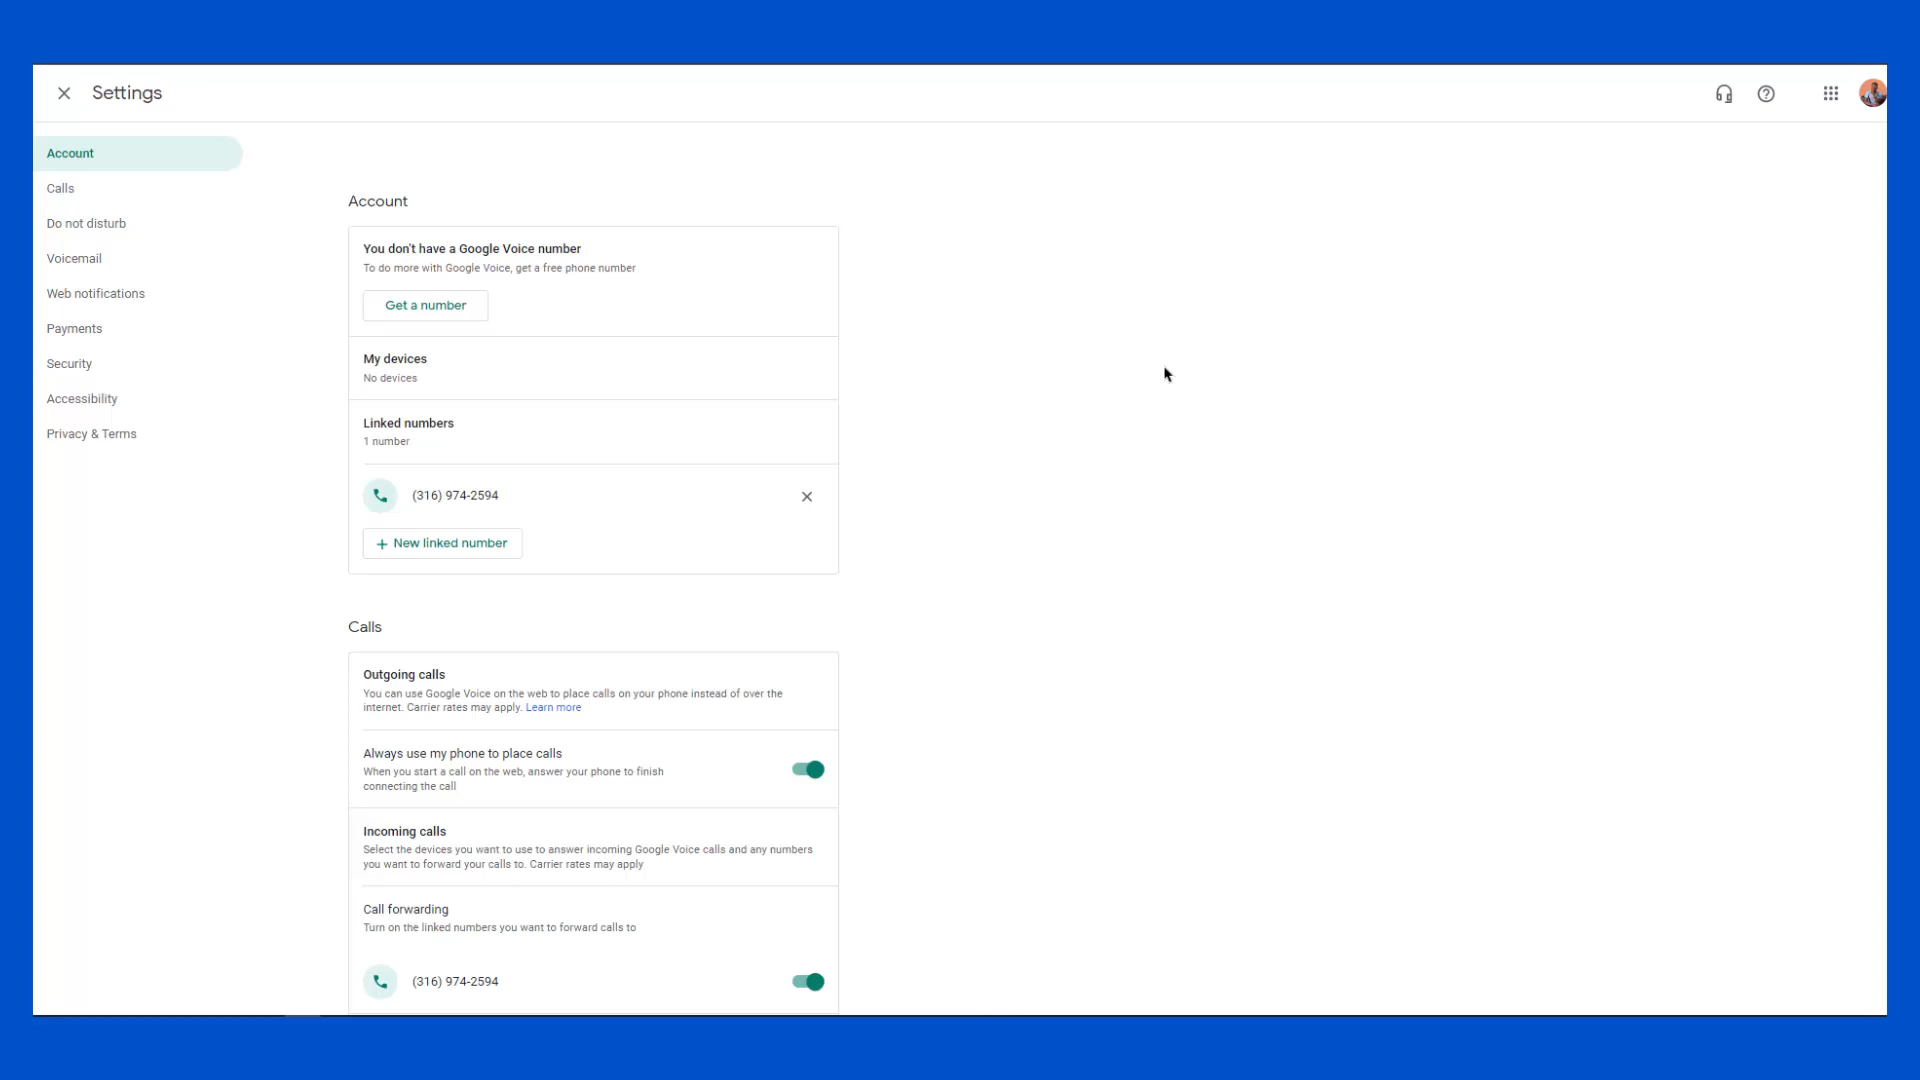 Settings
Account
Calls
Do not disturb
Voicemail
Web notifications
Payments
Security
Accessibility
Privacy & Terms
Account
You don't have a Google Voice number
To do more with Google Voice, get a free phone number
Get a number
My devices
No devices
Linked numbers
1 number
(316) 974-2594
+ New linked number
Calls
Outgoing calls
You can use Google Voice on the web to place calls on your phone instead of over the
internet. Carrier rates may apply. Learn more
Always use my phone to place calls
When you start a call on the web, answer your phone to finish
connecting the call
Incoming calls
Select the devices you want to use to answer incoming Google Voice calls and any numbers
you want to forward your calls to. Carrier rates may apply
Call forwarding
Turn on the linked numbers you want to forward calls to
(316) 974-2594